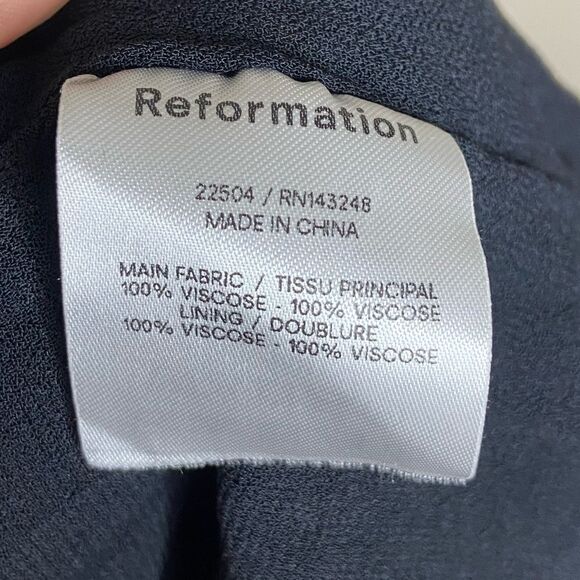 Reformation
22504 / RN143248
MADE IN CHINA
MAIN FABRIC / TISSU PRINCIPAL
100% VISCOSE - 100% VISCOSE
LINING / DOUBLURE
100% VISCOSE - 100% VISCOSE